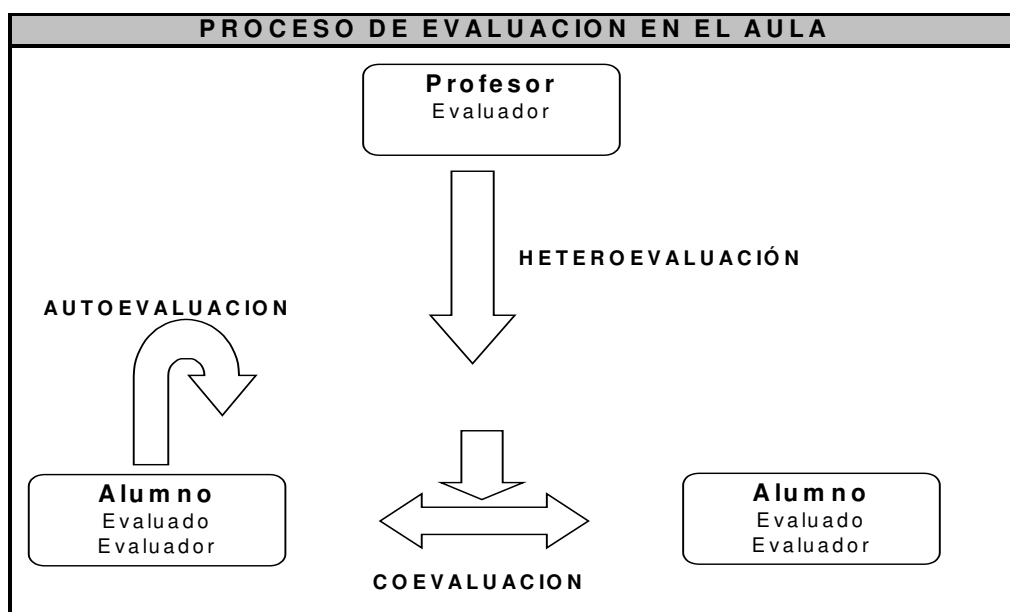 PROCESO DE EVALUACION EN EL AULA
Profesor
Evaluador
HETEROEVALUACIÓN
AUTOEVALUACION
Alumno
Evaluado
Evaluador
Alumno
Evaluado
Evaluador
COEVALUACION